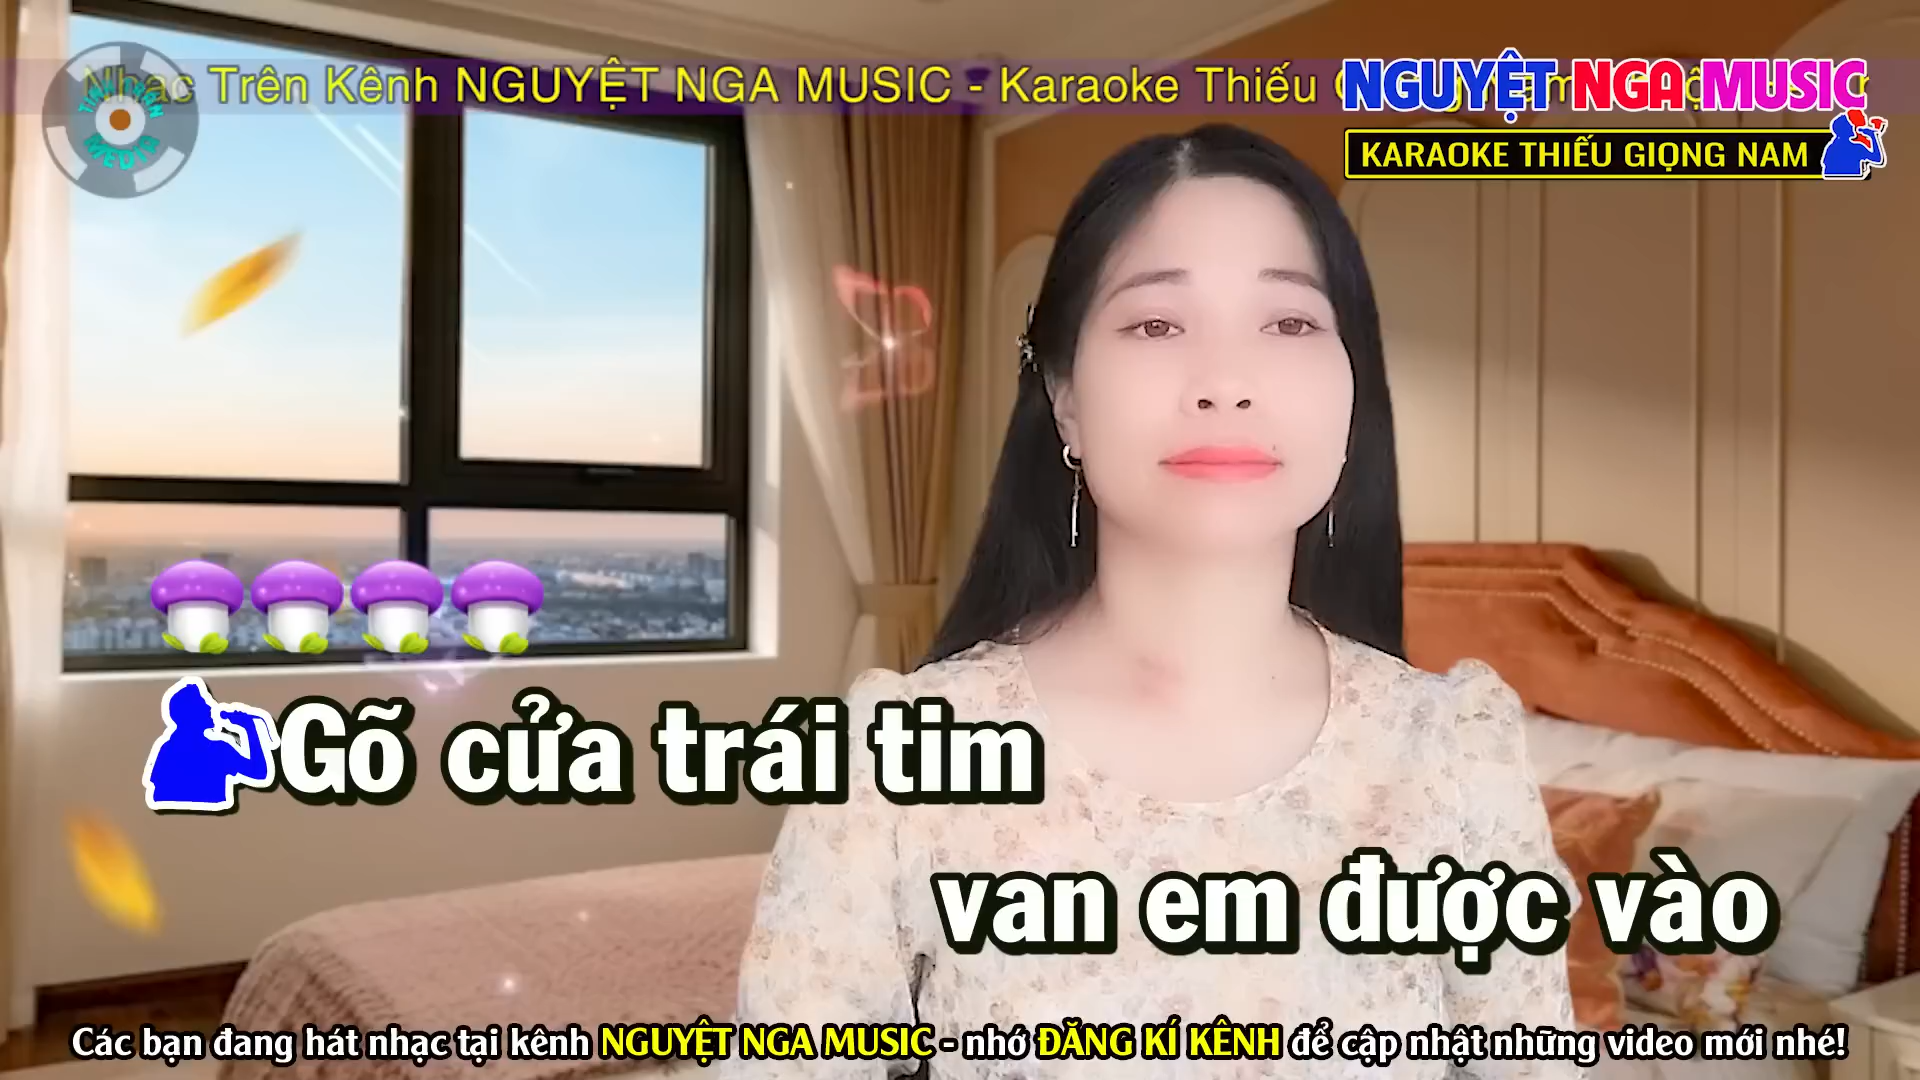 Nhạc Trên Kênh NGUYỆT NGA MUSIC - Karaoke Thiếu
NGUYỆT NGA MUSIC
KARAOKE THIẾU GIỌNG NAM
MEDIA
Gõ cửa trái tim
van em được vào
Các bạn đang hát nhạc tại kênh NGUYỆT NGA MUSIC - nhớ ĐĂNG KÍ KÊNH để cập nhật những video mới nhé!